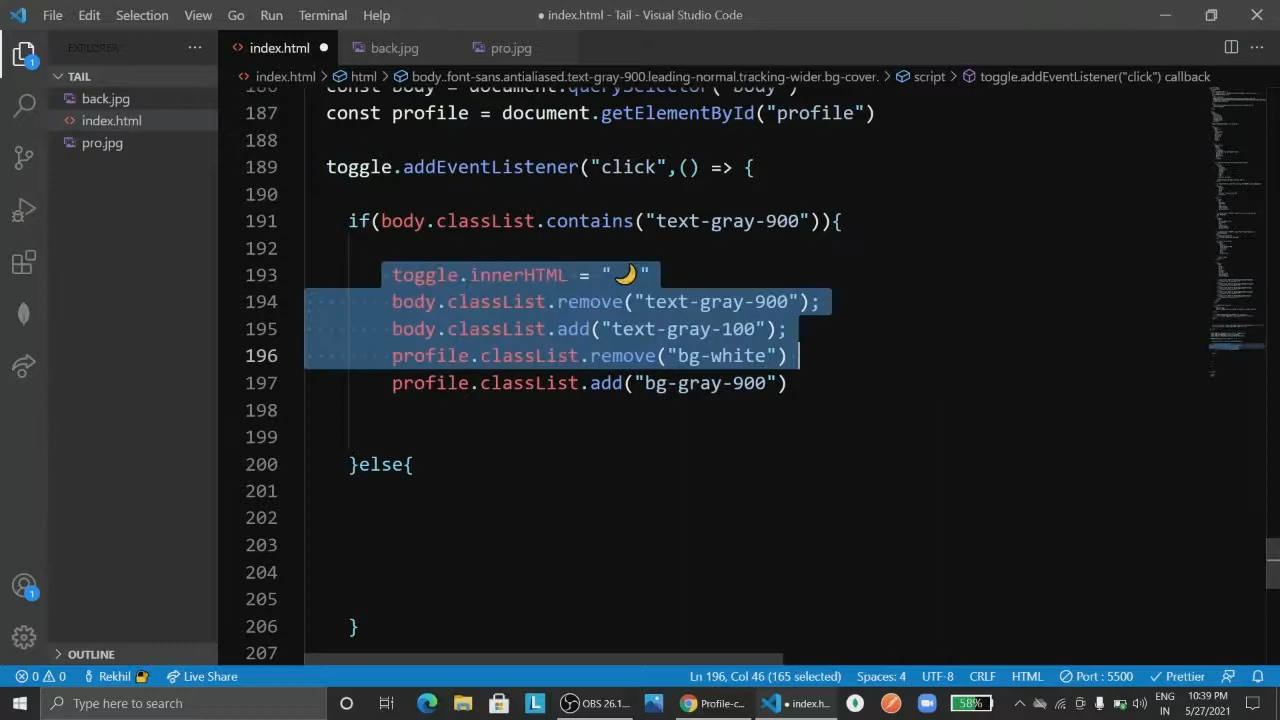 File Edit Selection View Go Run Terminal Help
● index.html - Tail - Visual Studio Code
EXPLORER ···
index.html ● back.jpg pro.jpg ···
index.html > html > body..font-sans.antialiased.text-gray-900.leading-normal.tracking-wider.bg-cover. > script > toggle.addEventListener("click") callback
TAIL
back.jpg
index.html
pro.jpg
OUTLINE
1
1
186 const body = document.querySelector("body")
187 const profile = document.getElementById("profile")
188
189 toggle.addEventListener("click",() => {
190
191 if(body.classList.contains("text-gray-900")){
192
193 toggle.innerHTML = "🌙"
194 body.classList.remove("text-gray-900");
195 body.classList.add("text-gray-100");
196 profile.classList.remove("bg-white")
197 profile.classList.add("bg-gray-900")
198
199
200 }else{
201
202
203
204
205
206 }
207
0 0 Rekhil 🔒 Live Share Ln 196, Col 46 (165 selected) Spaces: 4 UTF-8 CRLF HTML Port : 5500 Prettier
Type here to search
L
OBS 26.1... profile-c... ● index.h... 58%
ENG
IN
10:39 PM
5/27/2021